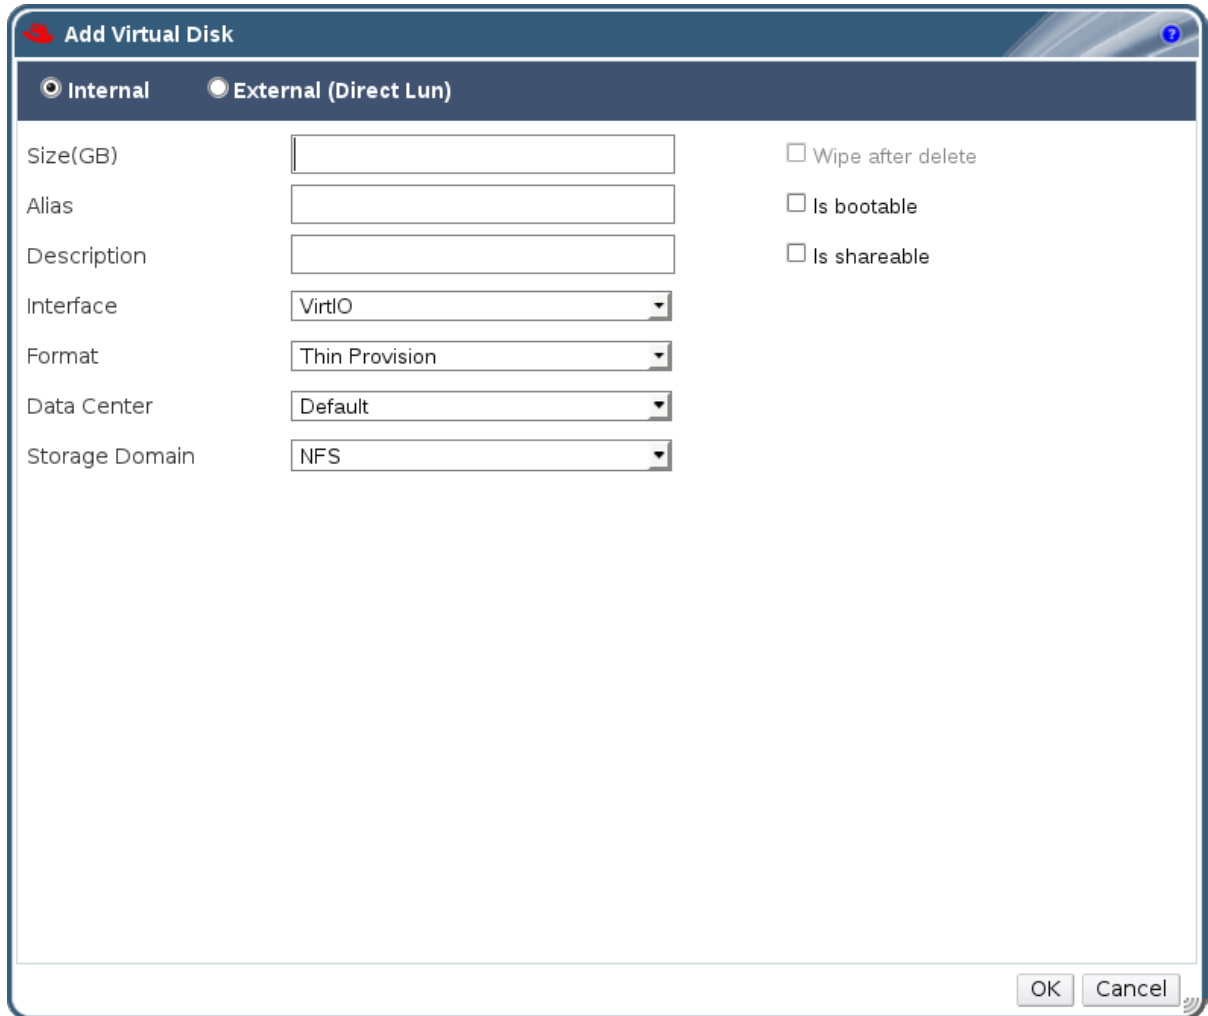 Add Virtual Disk ?
Internal External (Direct Lun)
Size(GB) Wipe after delete
Alias Is bootable
Description Is shareable
Interface VirtIO
Format Thin Provision
Data Center Default
Storage Domain NFS
OK Cancel